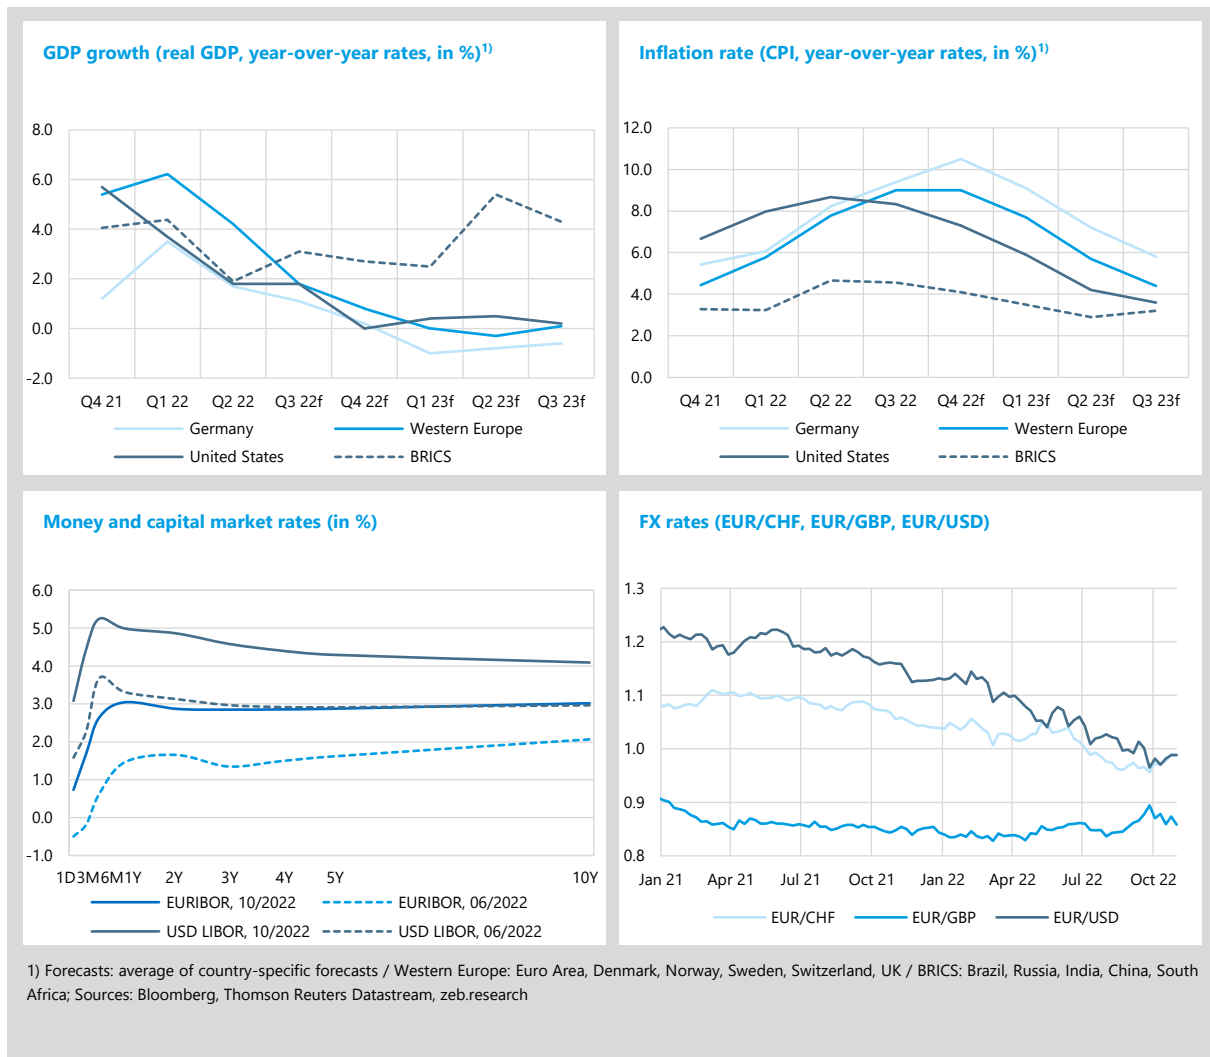 GDP growth (real GDP, year-over-year rates, in %)1)
8.0
6.0
4.0
2.0
0.0
-2.0
Q4 21 Q1 22 Q2 22 Q3 22f Q4 22f Q1 23f Q2 23f Q3 23f
Germany Western Europe
United States BRICS
Inflation rate (CPI, year-over-year rates, in %)1)
12.0
10.0
8.0
6.0
4.0
2.0
0.0
Q4 21 Q1 22 Q2 22 Q3 22 Q4 22f Q1 23f Q2 23f Q3 23f
Germany Western Europe
United States BRICS
Money and capital market rates (in %)
6.0
5.0
4.0
3.0
2.0
1.0
0.0
-1.0
1D3M6M1Y 2Y 3Y 4Y 5Y 10Y
EURIBOR, 10/2022 EURIBOR, 06/2022
USD LIBOR, 10/2022 USD LIBOR, 06/2022
FX rates (EUR/CHF, EUR/GBP, EUR/USD)
1.3
1.2
1.1
1.0
0.9
0.8
Jan 21 Apr 21 Jul 21 Oct 21 Jan 22 Apr 22 Jul 22 Oct 22
EUR/CHF EUR/GBP EUR/USD
1) Forecasts: average of country-specific forecasts / Western Europe: Euro Area, Denmark, Norway, Sweden, Switzerland, UK / BRICS: Brazil, Russia, India, China, South
Africa; Sources: Bloomberg, Thomson Reuters Datastream, zeb.research